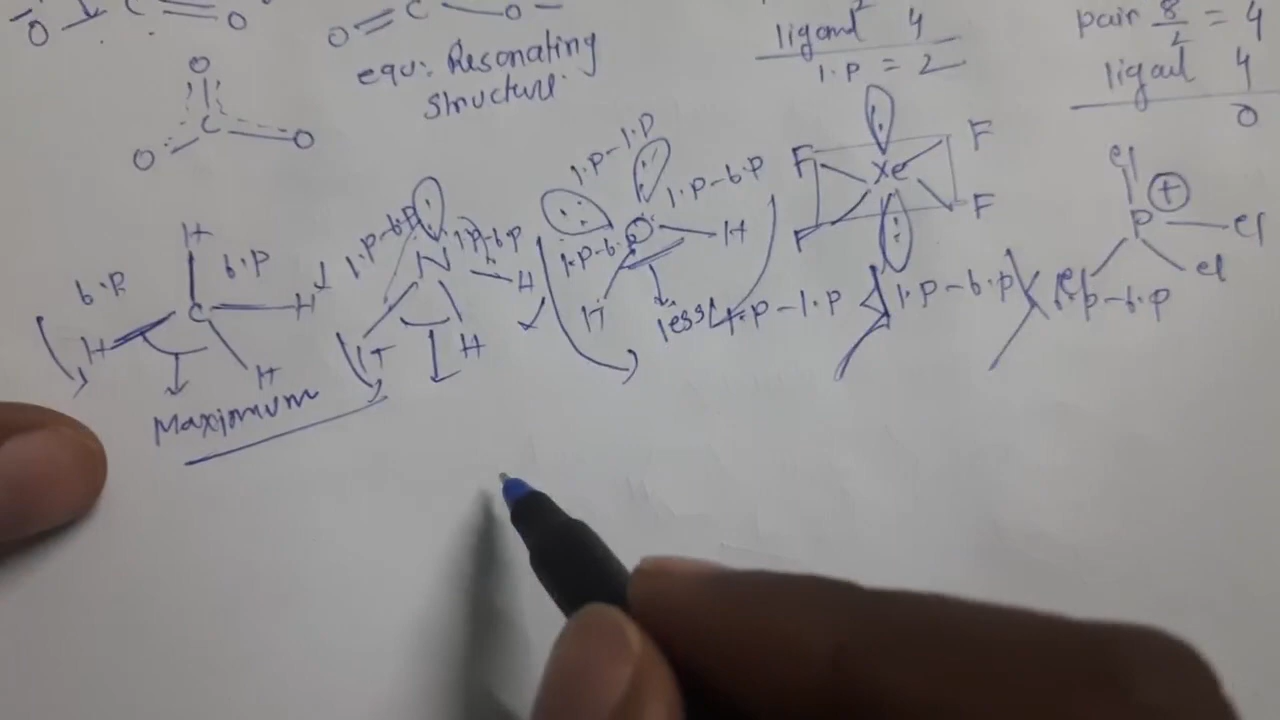 O C O
O C O
equ: Resonating
structure
ligand 4
l.p = 2
pair 8/2 = 4
ligand 4
0
O
C
O O
H
b.p b.p
H C H
H
Maximum
l.p-b.p l.p-b.p
N
H H H
l.p-l.p
l.p-b.p l.p-b.p
O H
H
less
F F
Xe
F F
l.p-l.p > l.p-b.p > b.p-b.p
cl
P +
cl cl cl